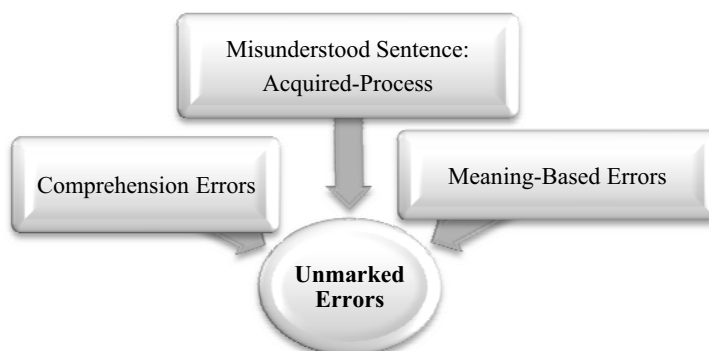 Misunderstood Sentence:
Acquired-Process
Comprehension Errors
Meaning-Based Errors
Unmarked
Errors